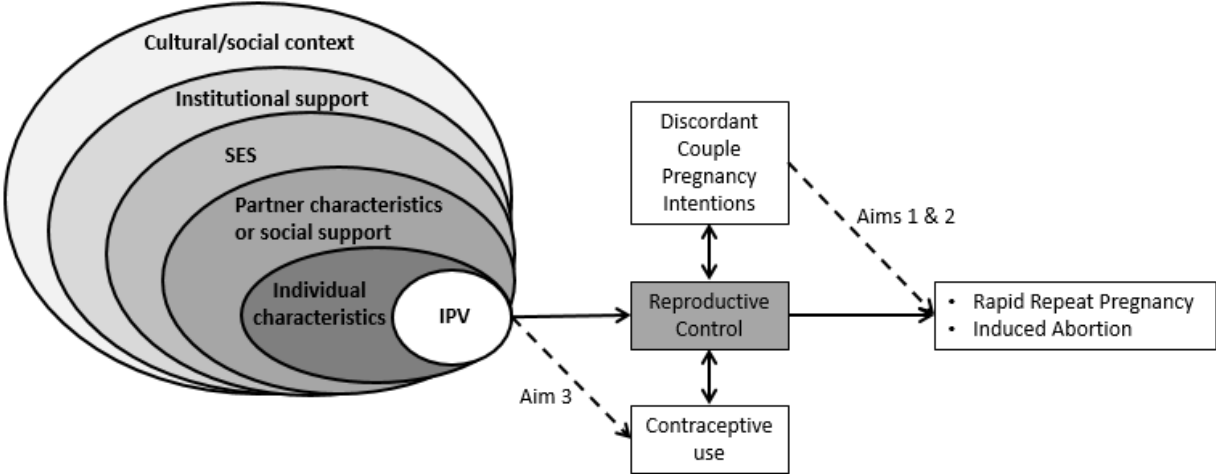 Cultural/social context
Institutional support
SES
Partner characteristics
or social support
Individual
characteristics
IPV
Discordant
Couple
Pregnancy
Intentions
Aims 1 & 2
Reproductive
Control
• Rapid Repeat Pregnancy
• Induced Abortion
Aim 3
Contraceptive
use